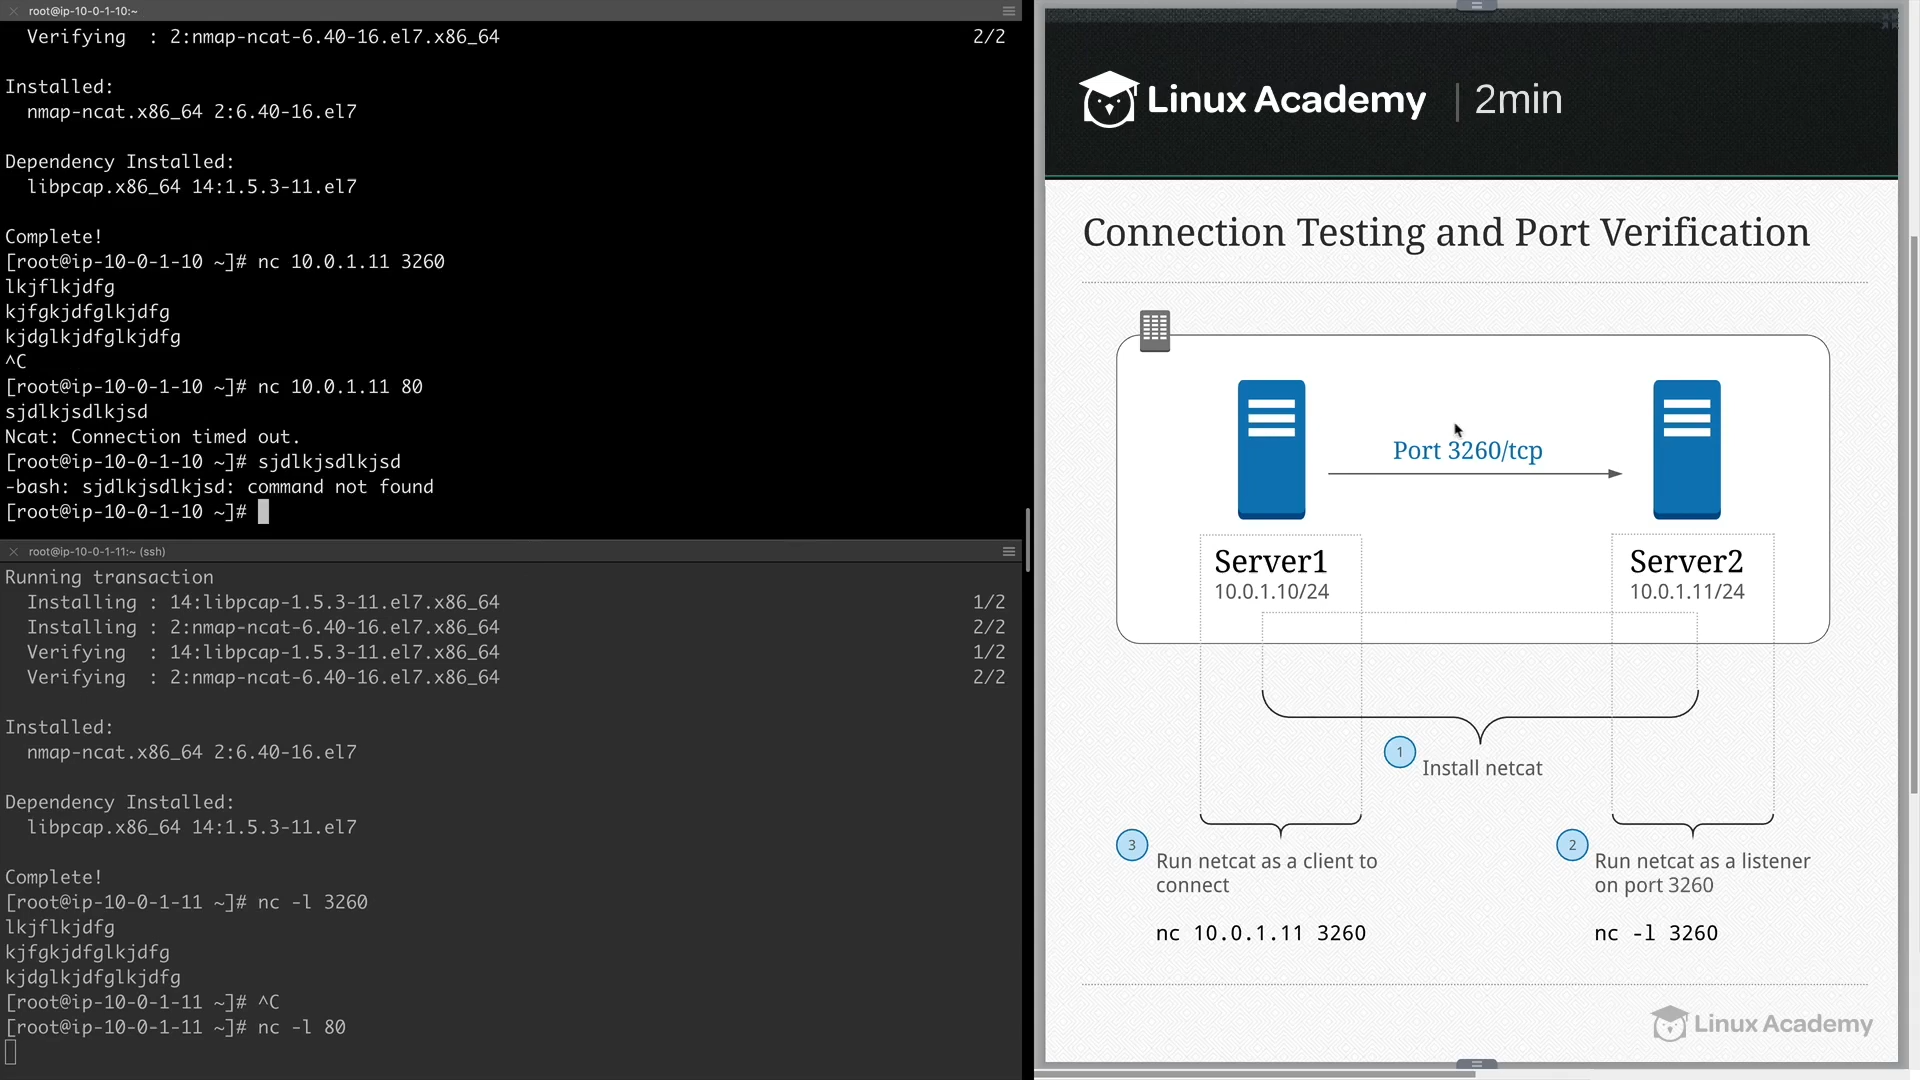 root@ip-10-0-1-10:~
Verifying  : 2:nmap-ncat-6.40-16.el7.x86_64 2/2
Installed:
nmap-ncat.x86_64 2:6.40-16.el7
Dependency Installed:
libpcap.x86_64 14:1.5.3-11.el7
Complete!
[root@ip-10-0-1-10 ~]# nc 10.0.1.11 3260
lkjflkjdfg
kjfgkjdfglkjdfg
kjdglkjdfglkjdfg
^C
[root@ip-10-0-1-10 ~]# nc 10.0.1.11 80
sjdlkjsdlkjsd
Ncat: Connection timed out.
[root@ip-10-0-1-10 ~]# sjdlkjsdlkjsd
-bash: sjdlkjsdlkjsd: command not found
[root@ip-10-0-1-10 ~]#
root@ip-10-0-1-11:~ (ssh)
Running transaction
Installing : 14:libpcap-1.5.3-11.el7.x86_64 1/2
Installing : 2:nmap-ncat-6.40-16.el7.x86_64 2/2
Verifying  : 14:libpcap-1.5.3-11.el7.x86_64 1/2
Verifying  : 2:nmap-ncat-6.40-16.el7.x86_64 2/2
Installed:
nmap-ncat.x86_64 2:6.40-16.el7
Dependency Installed:
libpcap.x86_64 14:1.5.3-11.el7
Complete!
[root@ip-10-0-1-11 ~]# nc -l 3260
lkjflkjdfg
kjfgkjdfglkjdfg
kjdglkjdfglkjdfg
[root@ip-10-0-1-11 ~]# ^C
[root@ip-10-0-1-11 ~]# nc -l 80
Linux Academy | 2min
Connection Testing and Port Verification
Port 3260/tcp
Server1
10.0.1.10/24
Server2
10.0.1.11/24
1
Install netcat
3
Run netcat as a client to
connect
nc 10.0.1.11 3260
2
Run netcat as a listener
on port 3260
nc -l 3260
Linux Academy